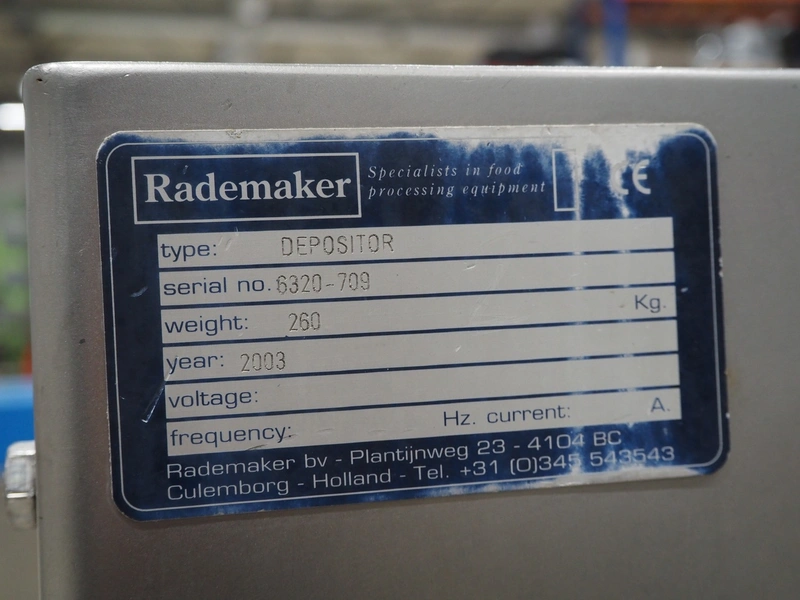 Rademaker
Specialists in food
processing equipment
CE
type: DEPOSITOR
serial no. 6320-709
weight: 260 Kg.
year: 2003
voltage:
frequency: Hz. current: A.
Rademaker bv - Plantijnweg 23 - 4104 BC
Culemborg - Holland - Tel. +31 (0)345 543543